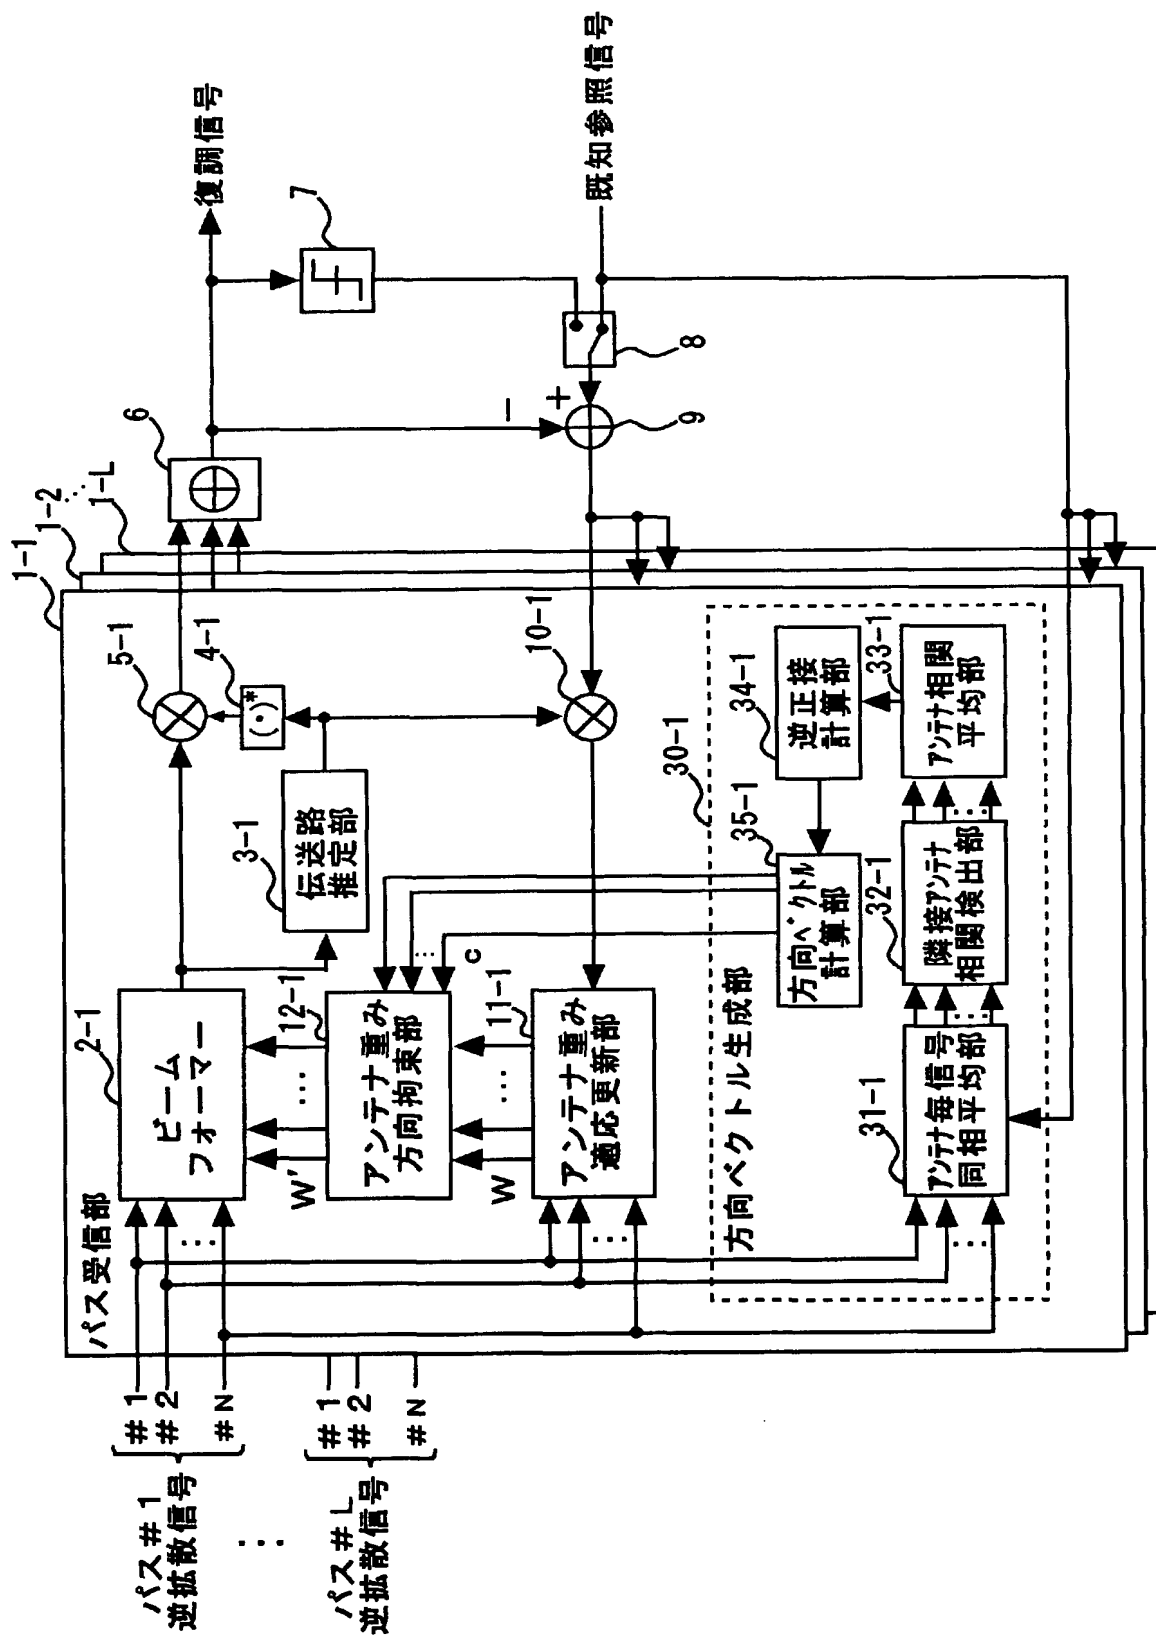 パス受信部
1-1
1-2
…
1-L
パス#1
逆拡散信号
#1
#2
#N
…
パス#L
逆拡散信号
#1
#2
#N
2-1
ビーム
フォーマー
3-1
伝送路
推定部
4-1
(・)*
5-1
6
復調信号
7
8
既知参照信号
9
+
−
10-1
W'
12-1
アンテナ重み
方向拘束部
c
W
11-1
アンテナ重み
適応更新部
方向ベクトル生成部
30-1
31-1
アンテナ毎信号
同相平均部
32-1
隣接アンテナ
相関検出部
33-1
アンテナ相関
平均部
34-1
逆正接
計算部
35-1
方向ベクトル
計算部